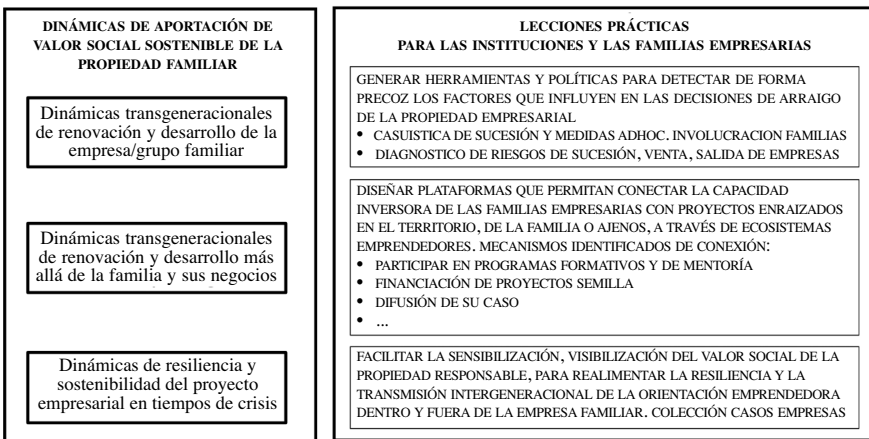 DINÁMICAS DE APORTACIÓN DE
VALOR SOCIAL SOSTENIBLE DE LA
PROPIEDAD FAMILIAR
Dinámicas transgeneracionales
de renovación y desarrollo de la
empresa/grupo familiar
Dinámicas transgeneracionales
de renovación y desarrollo más
allá de la familia y sus negocios
Dinámicas de resiliencia y
sostenibilidad del proyecto
empresarial en tiempos de crisis
LECCIONES PRÁCTICAS
PARA LAS INSTITUCIONES Y LAS FAMILIAS EMPRESARIAS
GENERAR HERRAMIENTAS Y POLÍTICAS PARA DETECTAR DE FORMA
PRECOZ LOS FACTORES QUE INFLUYEN EN LAS DECISIONES DE ARRAIGO
DE LA PROPIEDAD EMPRESARIAL
• CASUISTICA DE SUCESIÓN Y MEDIDAS ADHOC. INVOLUCRACION FAMILIAS
• DIAGNOSTICO DE RIESGOS DE SUCESIÓN, VENTA, SALIDA DE EMPRESAS
DISEÑAR PLATAFORMAS QUE PERMITAN CONECTAR LA CAPACIDAD
INVERSORA DE LAS FAMILIAS EMPRESARIAS CON PROYECTOS ENRAIZADOS
EN EL TERRITORIO, DE LA FAMILIA O AJENOS, A TRAVÉS DE ECOSISTEMAS
EMPRENDEDORES. MECANISMOS IDENTIFICADOS DE CONEXIÓN:
• PARTICIPAR EN PROGRAMAS FORMATIVOS Y DE MENTORÍA
• FINANCIACIÓN DE PROYECTOS SEMILLA
• DIFUSIÓN DE SU CASO
• ...
FACILITAR LA SENSIBILIZACIÓN, VISIBILIZACIÓN DEL VALOR SOCIAL DE LA
PROPIEDAD RESPONSABLE, PARA REALIMENTAR LA RESILIENCIA Y LA
TRANSMISIÓN INTERGENERACIONAL DE LA ORIENTACIÓN EMPRENDEDORA
DENTRO Y FUERA DE LA EMPRESA FAMILIAR. COLECCIÓN CASOS EMPRESAS